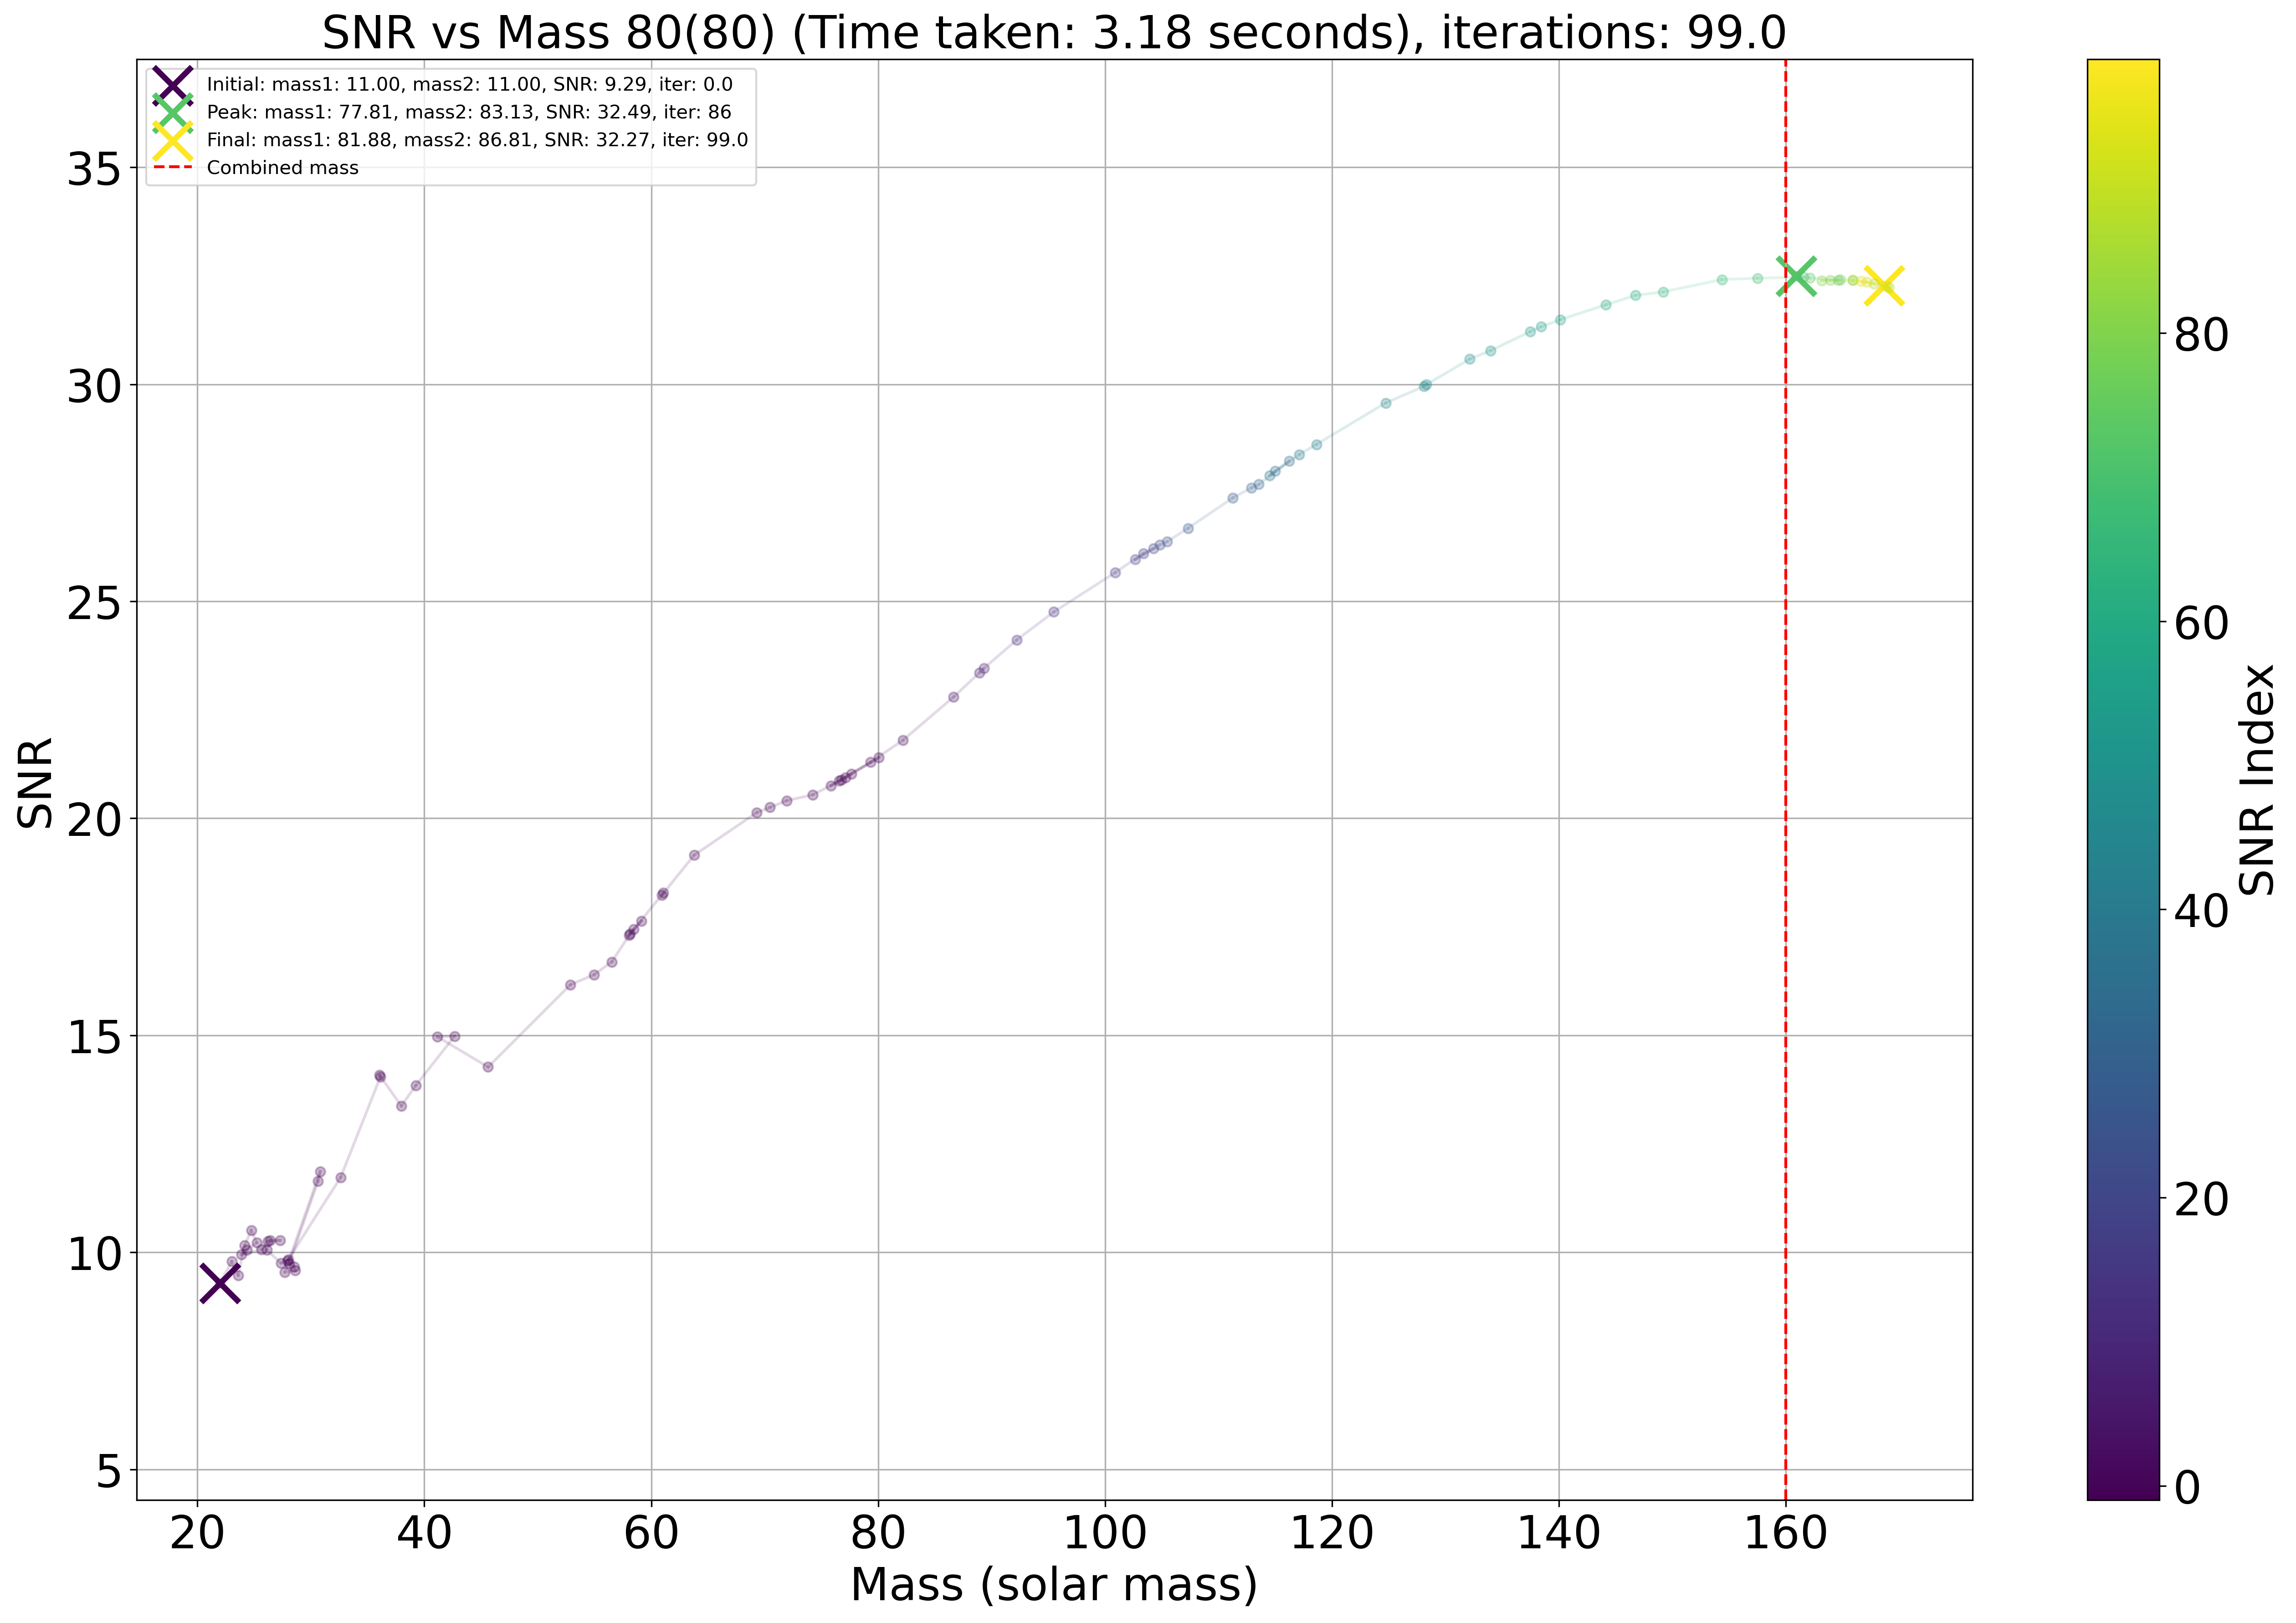 SNR vs Mass 80(80) (Time taken: 3.18 seconds), iterations: 99.0
Initial: mass1: 11.00, mass2: 11.00, SNR: 9.29, iter: 0.0
Peak: mass1: 77.81, mass2: 83.13, SNR: 32.49, iter: 86
Final: mass1: 81.88, mass2: 86.81, SNR: 32.27, iter: 99.0
Combined mass
35
30
25
20
15
10
5
SNR
20 40 60 80 100 120 140 160
Mass (solar mass)
80
60
40
20
0
SNR Index